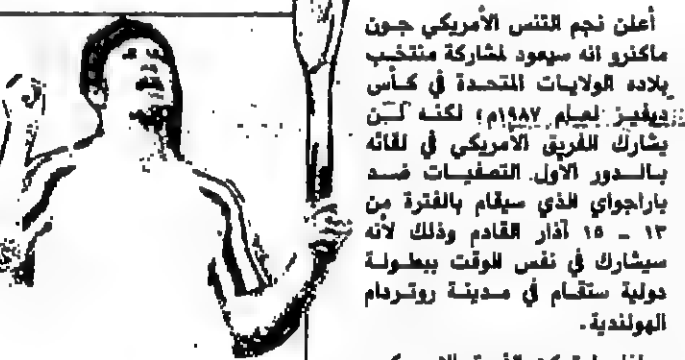 أعلن نجم التنس الأمريكي جون
ماكنرو انه سيعود لمشاركة منتخب
بلاده الولايات المتحدة في كأس
ديفيز لعام ١٩٨٧م، لكنه لن
يشارك الفريق الأمريكي في لقائه
بالدور الأول. التصفيات ضد
باراجواي الذي سيقام بالفترة من
١٣ - ١٥ آذار القادم وذلك لأنه
سيشارك في نفس الوقت ببطولة
دولية ستقام في مدينة روتردام
الهولندية.